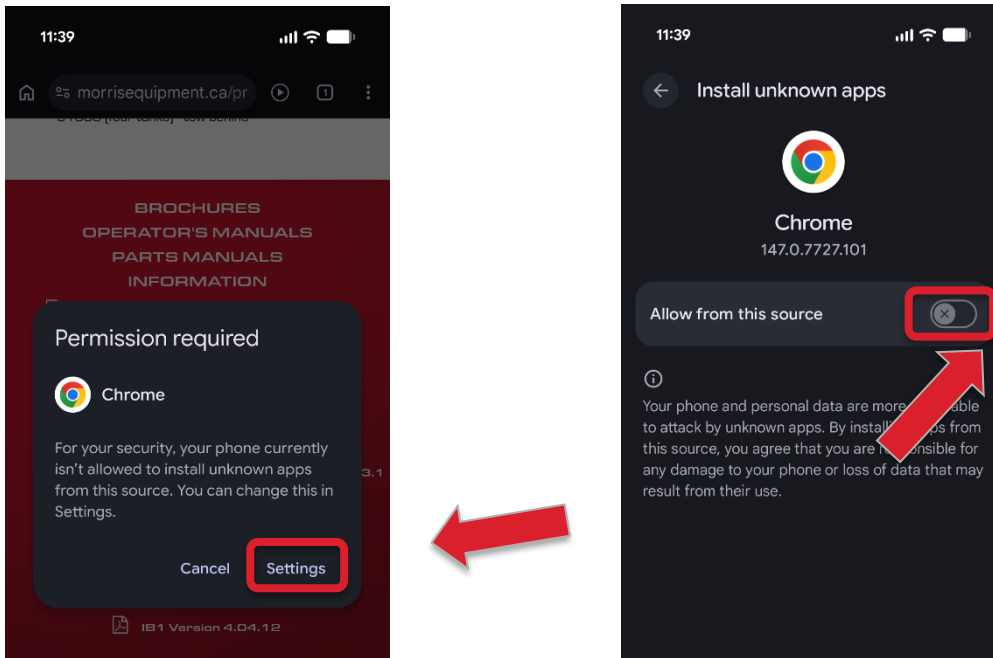 11:39
morrisequipment.ca/pr
1
BROCHURES
OPERATOR'S MANUALS
PARTS MANUALS
INFORMATION
Permission required
Chrome
For your security, your phone currently
isn't allowed to install unknown apps
from this source. You can change this in
Settings.
3.1
Cancel Settings
IB1 Version 4.04.12
11:39
Install unknown apps
Chrome
147.0.7727.101
Allow from this source
Your phone and personal data are more
to attack by unknown apps. By from
this source, you agree that you are for
any damage to your phone or loss of data that may
result from their use.